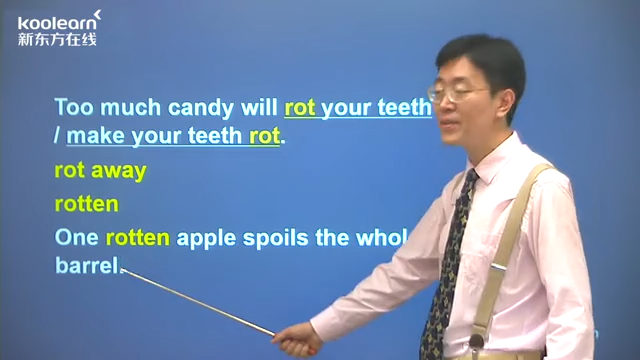 koolearn
新东方在线
Too much candy will rot your teeth
/ make your teeth rot.
rot away
rotten
One rotten apple spoils the whol
barrel.